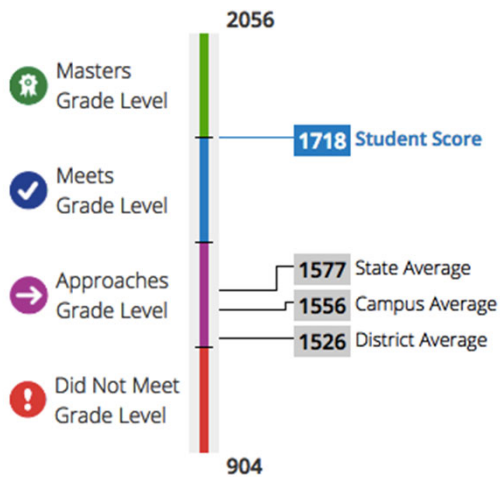 2056
Masters
Grade Level
1718 Student Score
Meets
Grade Level
Approaches
Grade Level
1577 State Average
1556 Campus Average
1526 District Average
Did Not Meet
Grade Level
904